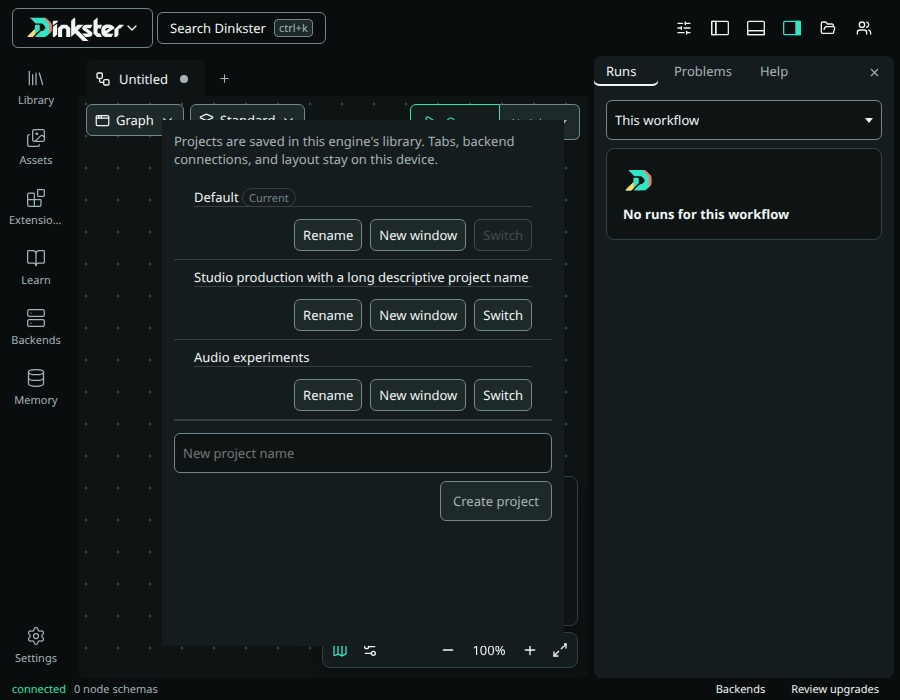 Dinkster
Search Dinkster ctrl+k
Library
Assets
Extensio...
Learn
Backends
Memory
Settings
Untitled
Graph
Standard
Projects are saved in this engine's library. Tabs, backend
connections, and layout stay on this device.
Default Current
Rename New window Switch
Studio production with a long descriptive project name
Rename New window Switch
Audio experiments
Rename New window Switch
New project name
Create project
100%
Runs Problems Help
This workflow
No runs for this workflow
connected 0 node schemas
Backends Review upgrades